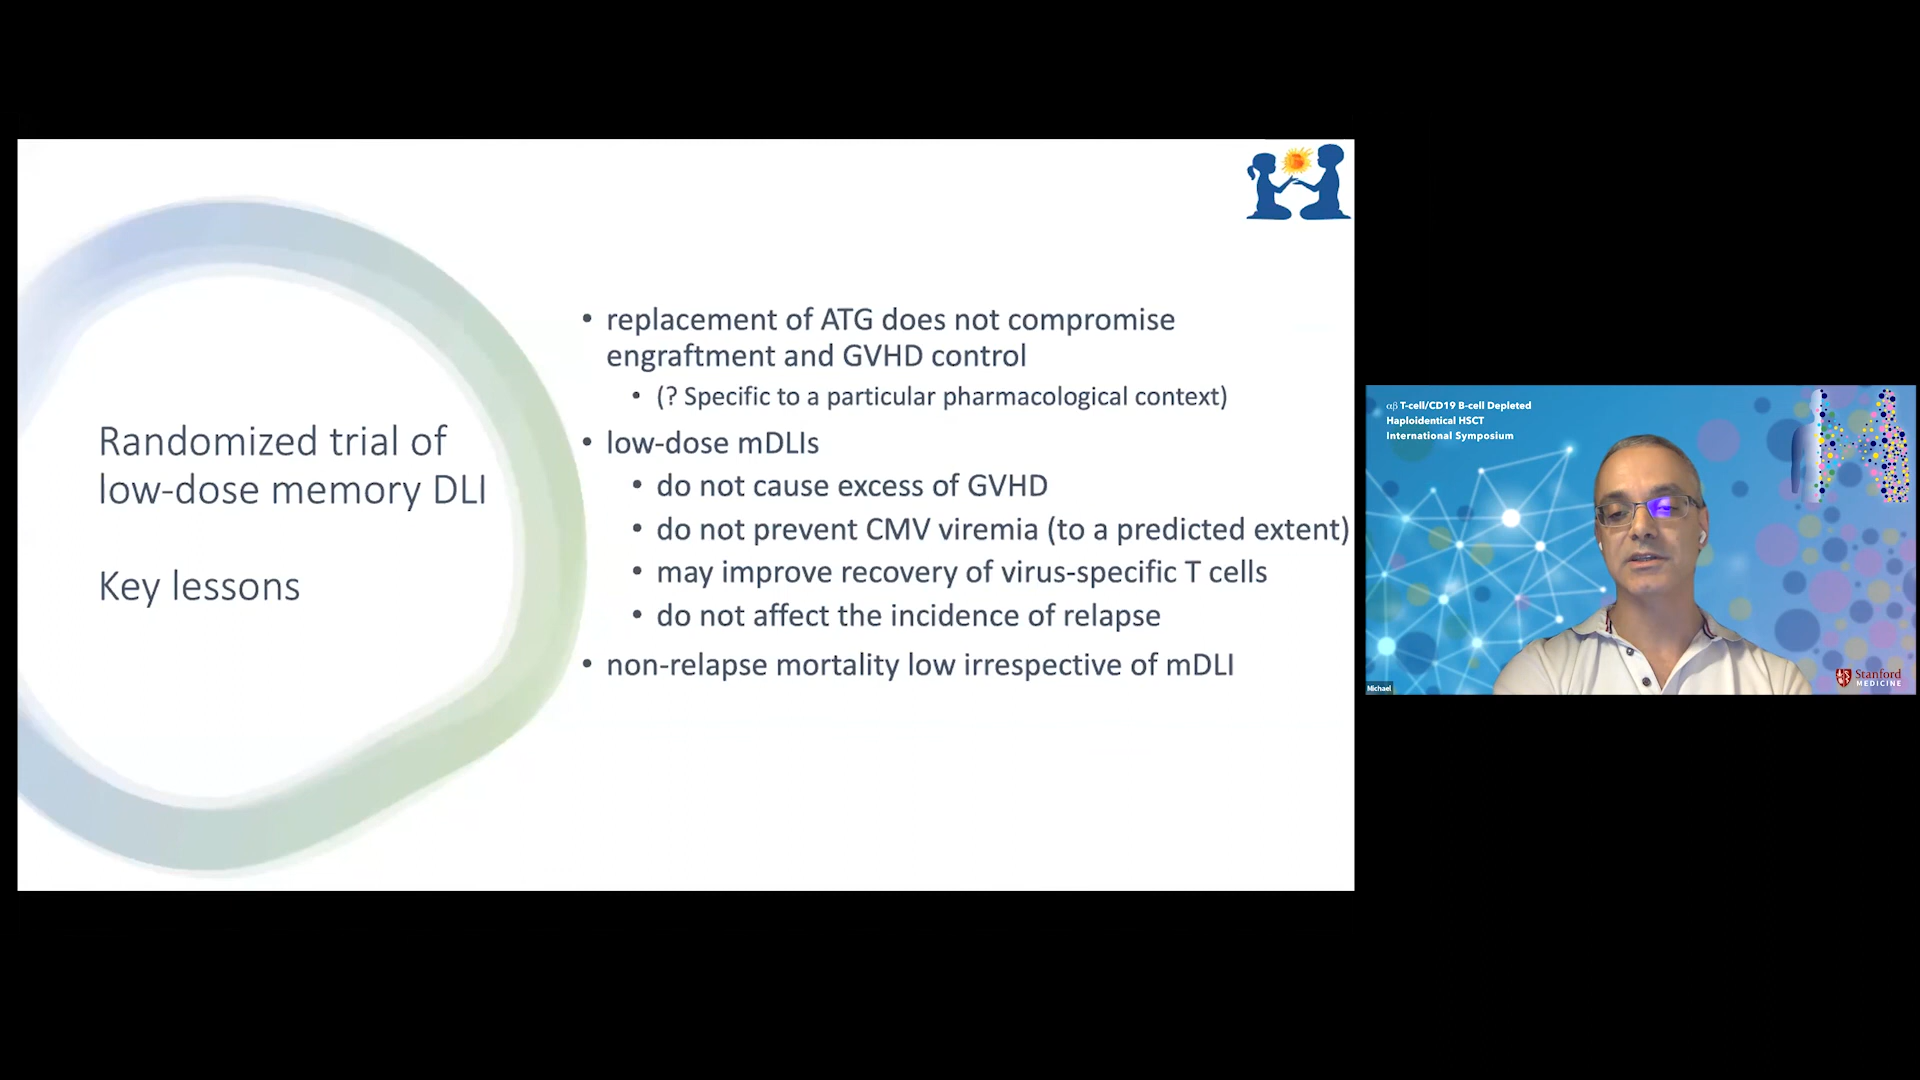 Randomized trial of
low-dose memory DLI
Key lessons
• replacement of ATG does not compromise
engraftment and GVHD control
• (? Specific to a particular pharmacological context)
• low-dose mDLIs
• do not cause excess of GVHD
• do not prevent CMV viremia (to a predicted extent)
• may improve recovery of virus-specific T cells
• do not affect the incidence of relapse
• non-relapse mortality low irrespective of mDLI
αβ T-cell/CD19 B-cell Depleted
Haploidentical HSCT
International Symposium
Stanford
MEDICINE
Michael